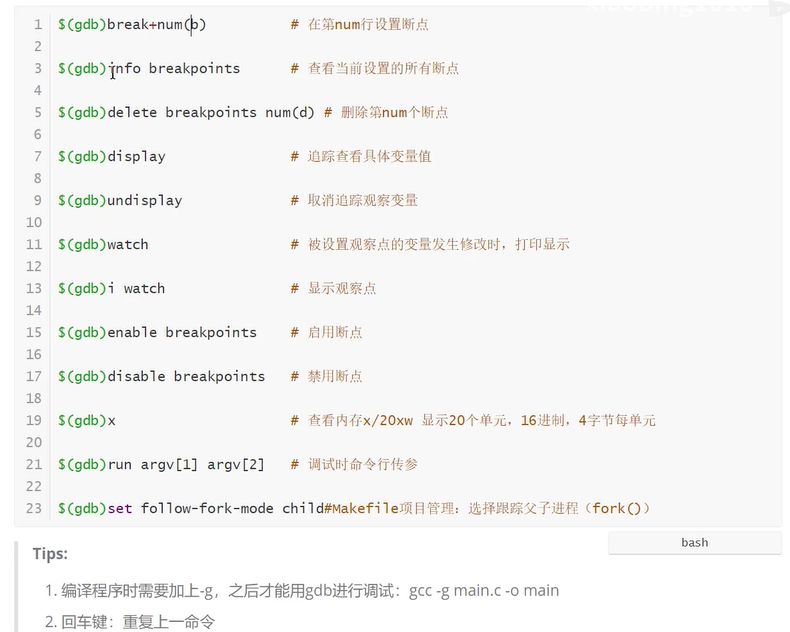 1 $(gdb)break+num(b) # 在第num行设置断点
2
3 $(gdb)info breakpoints # 查看当前设置的所有断点
4
5 $(gdb)delete breakpoints num(d) # 删除第num个断点
6
7 $(gdb)display # 追踪查看具体变量值
8
9 $(gdb)undisplay # 取消追踪观察变量
10
11 $(gdb)watch # 被设置观察点的变量发生修改时，打印显示
12
13 $(gdb)i watch # 显示观察点
14
15 $(gdb)enable breakpoints # 启用断点
16
17 $(gdb)disable breakpoints # 禁用断点
18
19 $(gdb)x # 查看内存x/20xw 显示20个单元，16进制，4字节每单元
20
21 $(gdb)run argv[1] argv[2] # 调试时命令行传参
22
23 $(gdb)set follow-fork-mode child#Makefile项目管理：选择跟踪父子进程（fork()）
bash
Tips:
1. 编译程序时需要加上-g，之后才能用gdb进行调试：gcc -g main.c -o main
2. 回车键：重复上一命令